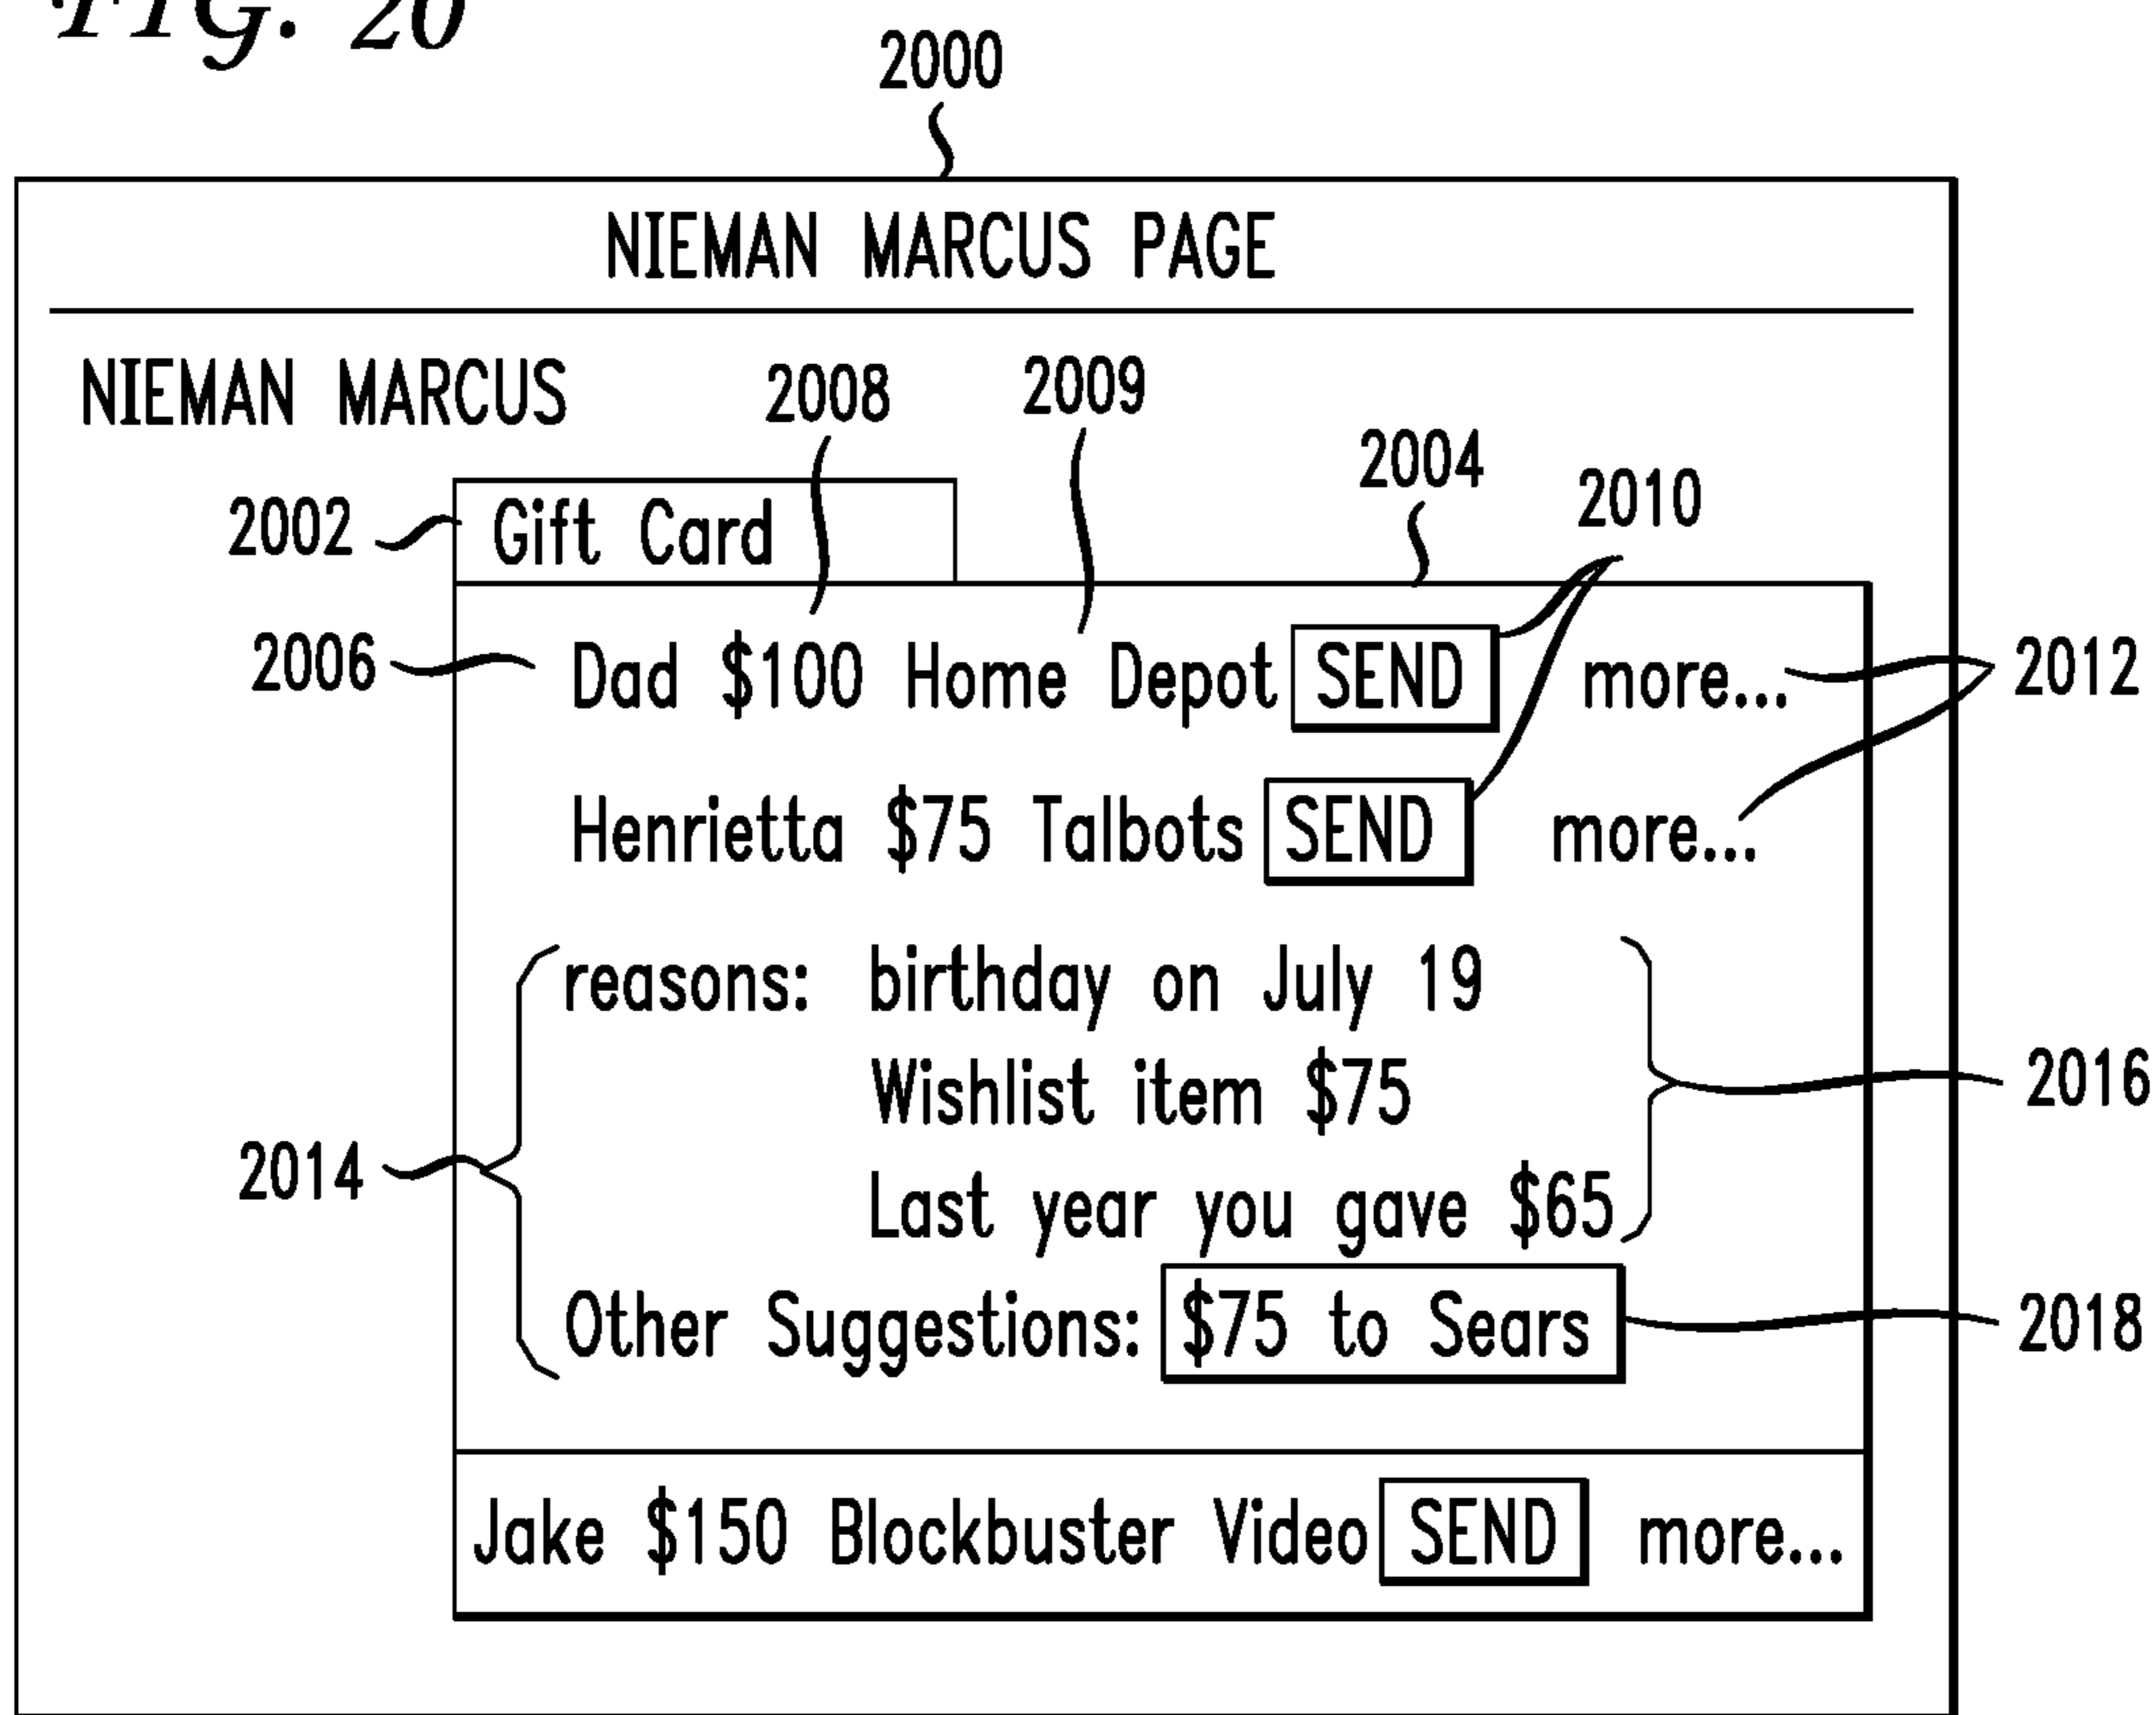 FIG. 20
2000
NIEMAN MARCUS PAGE
NIEMAN MARCUS
2008
2009
2004
2010
2002
Gift Card
2006
Dad $100 Home Depot SEND more...
2012
Henrietta $75 Talbots SEND more...
reasons: birthday on July 19
Wishlist item $75
2016
2014
Last year you gave $65
Other Suggestions: $75 to Sears
2018
Jake $150 Blockbuster Video SEND more...